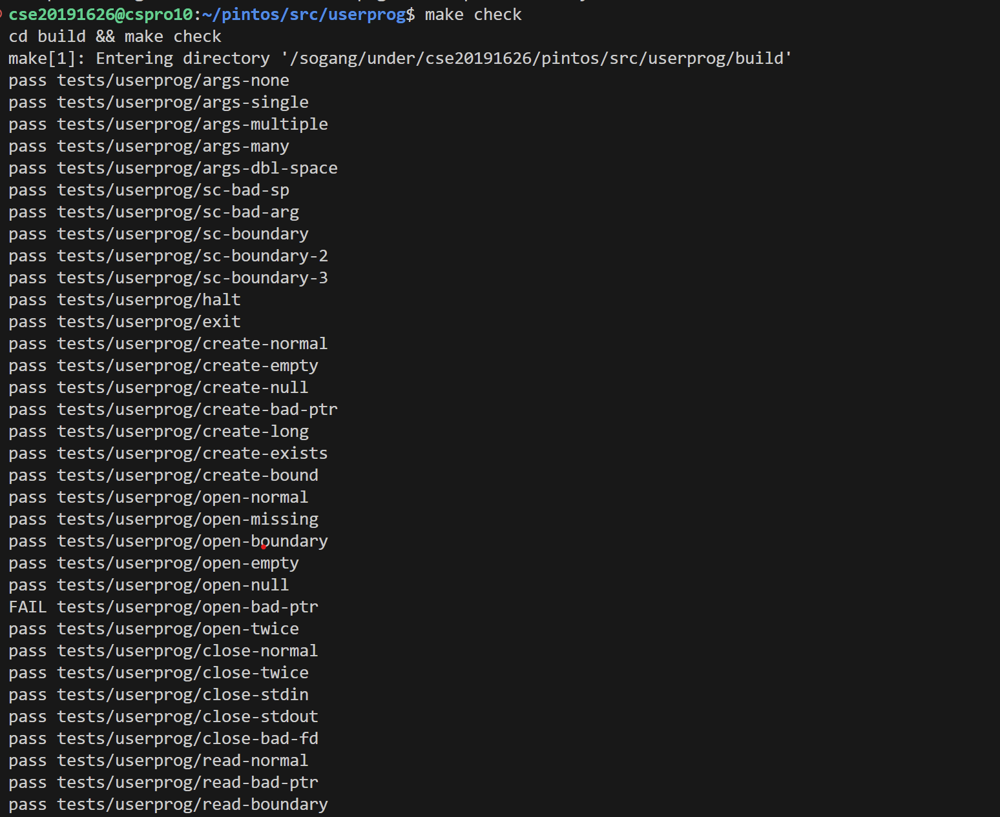 cse20191626@cspro10:~/pintos/src/userprog$ make check
cd build && make check
make[1]: Entering directory '/sogang/under/cse20191626/pintos/src/userprog/build'
pass tests/userprog/args-none
pass tests/userprog/args-single
pass tests/userprog/args-multiple
pass tests/userprog/args-many
pass tests/userprog/args-dbl-space
pass tests/userprog/sc-bad-sp
pass tests/userprog/sc-bad-arg
pass tests/userprog/sc-boundary
pass tests/userprog/sc-boundary-2
pass tests/userprog/sc-boundary-3
pass tests/userprog/halt
pass tests/userprog/exit
pass tests/userprog/create-normal
pass tests/userprog/create-empty
pass tests/userprog/create-null
pass tests/userprog/create-bad-ptr
pass tests/userprog/create-long
pass tests/userprog/create-exists
pass tests/userprog/create-bound
pass tests/userprog/open-normal
pass tests/userprog/open-missing
pass tests/userprog/open-boundary
pass tests/userprog/open-empty
pass tests/userprog/open-null
FAIL tests/userprog/open-bad-ptr
pass tests/userprog/open-twice
pass tests/userprog/close-normal
pass tests/userprog/close-twice
pass tests/userprog/close-stdin
pass tests/userprog/close-stdout
pass tests/userprog/close-bad-fd
pass tests/userprog/read-normal
pass tests/userprog/read-bad-ptr
pass tests/userprog/read-boundary